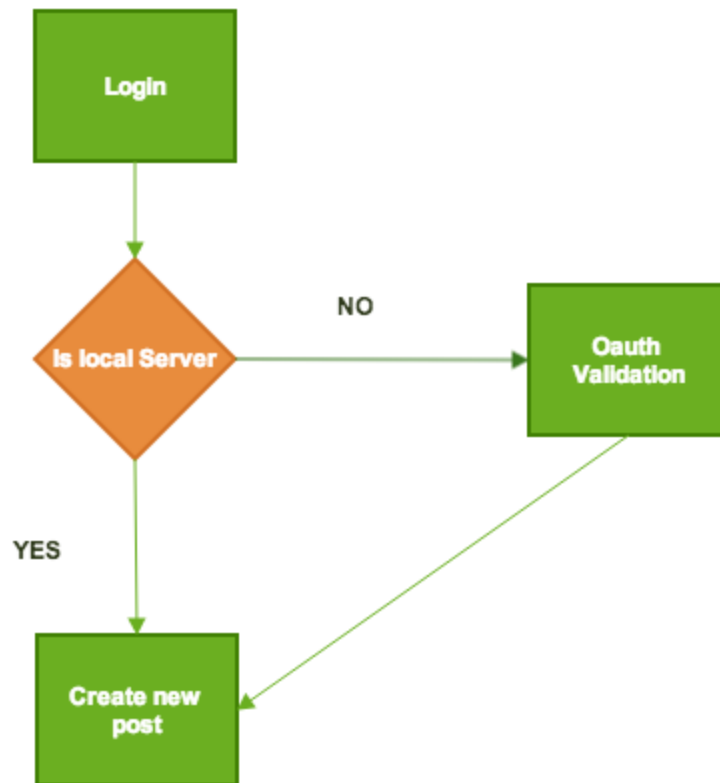 Login
Is local Server
NO
Oauth
Validation
YES
Create new
post